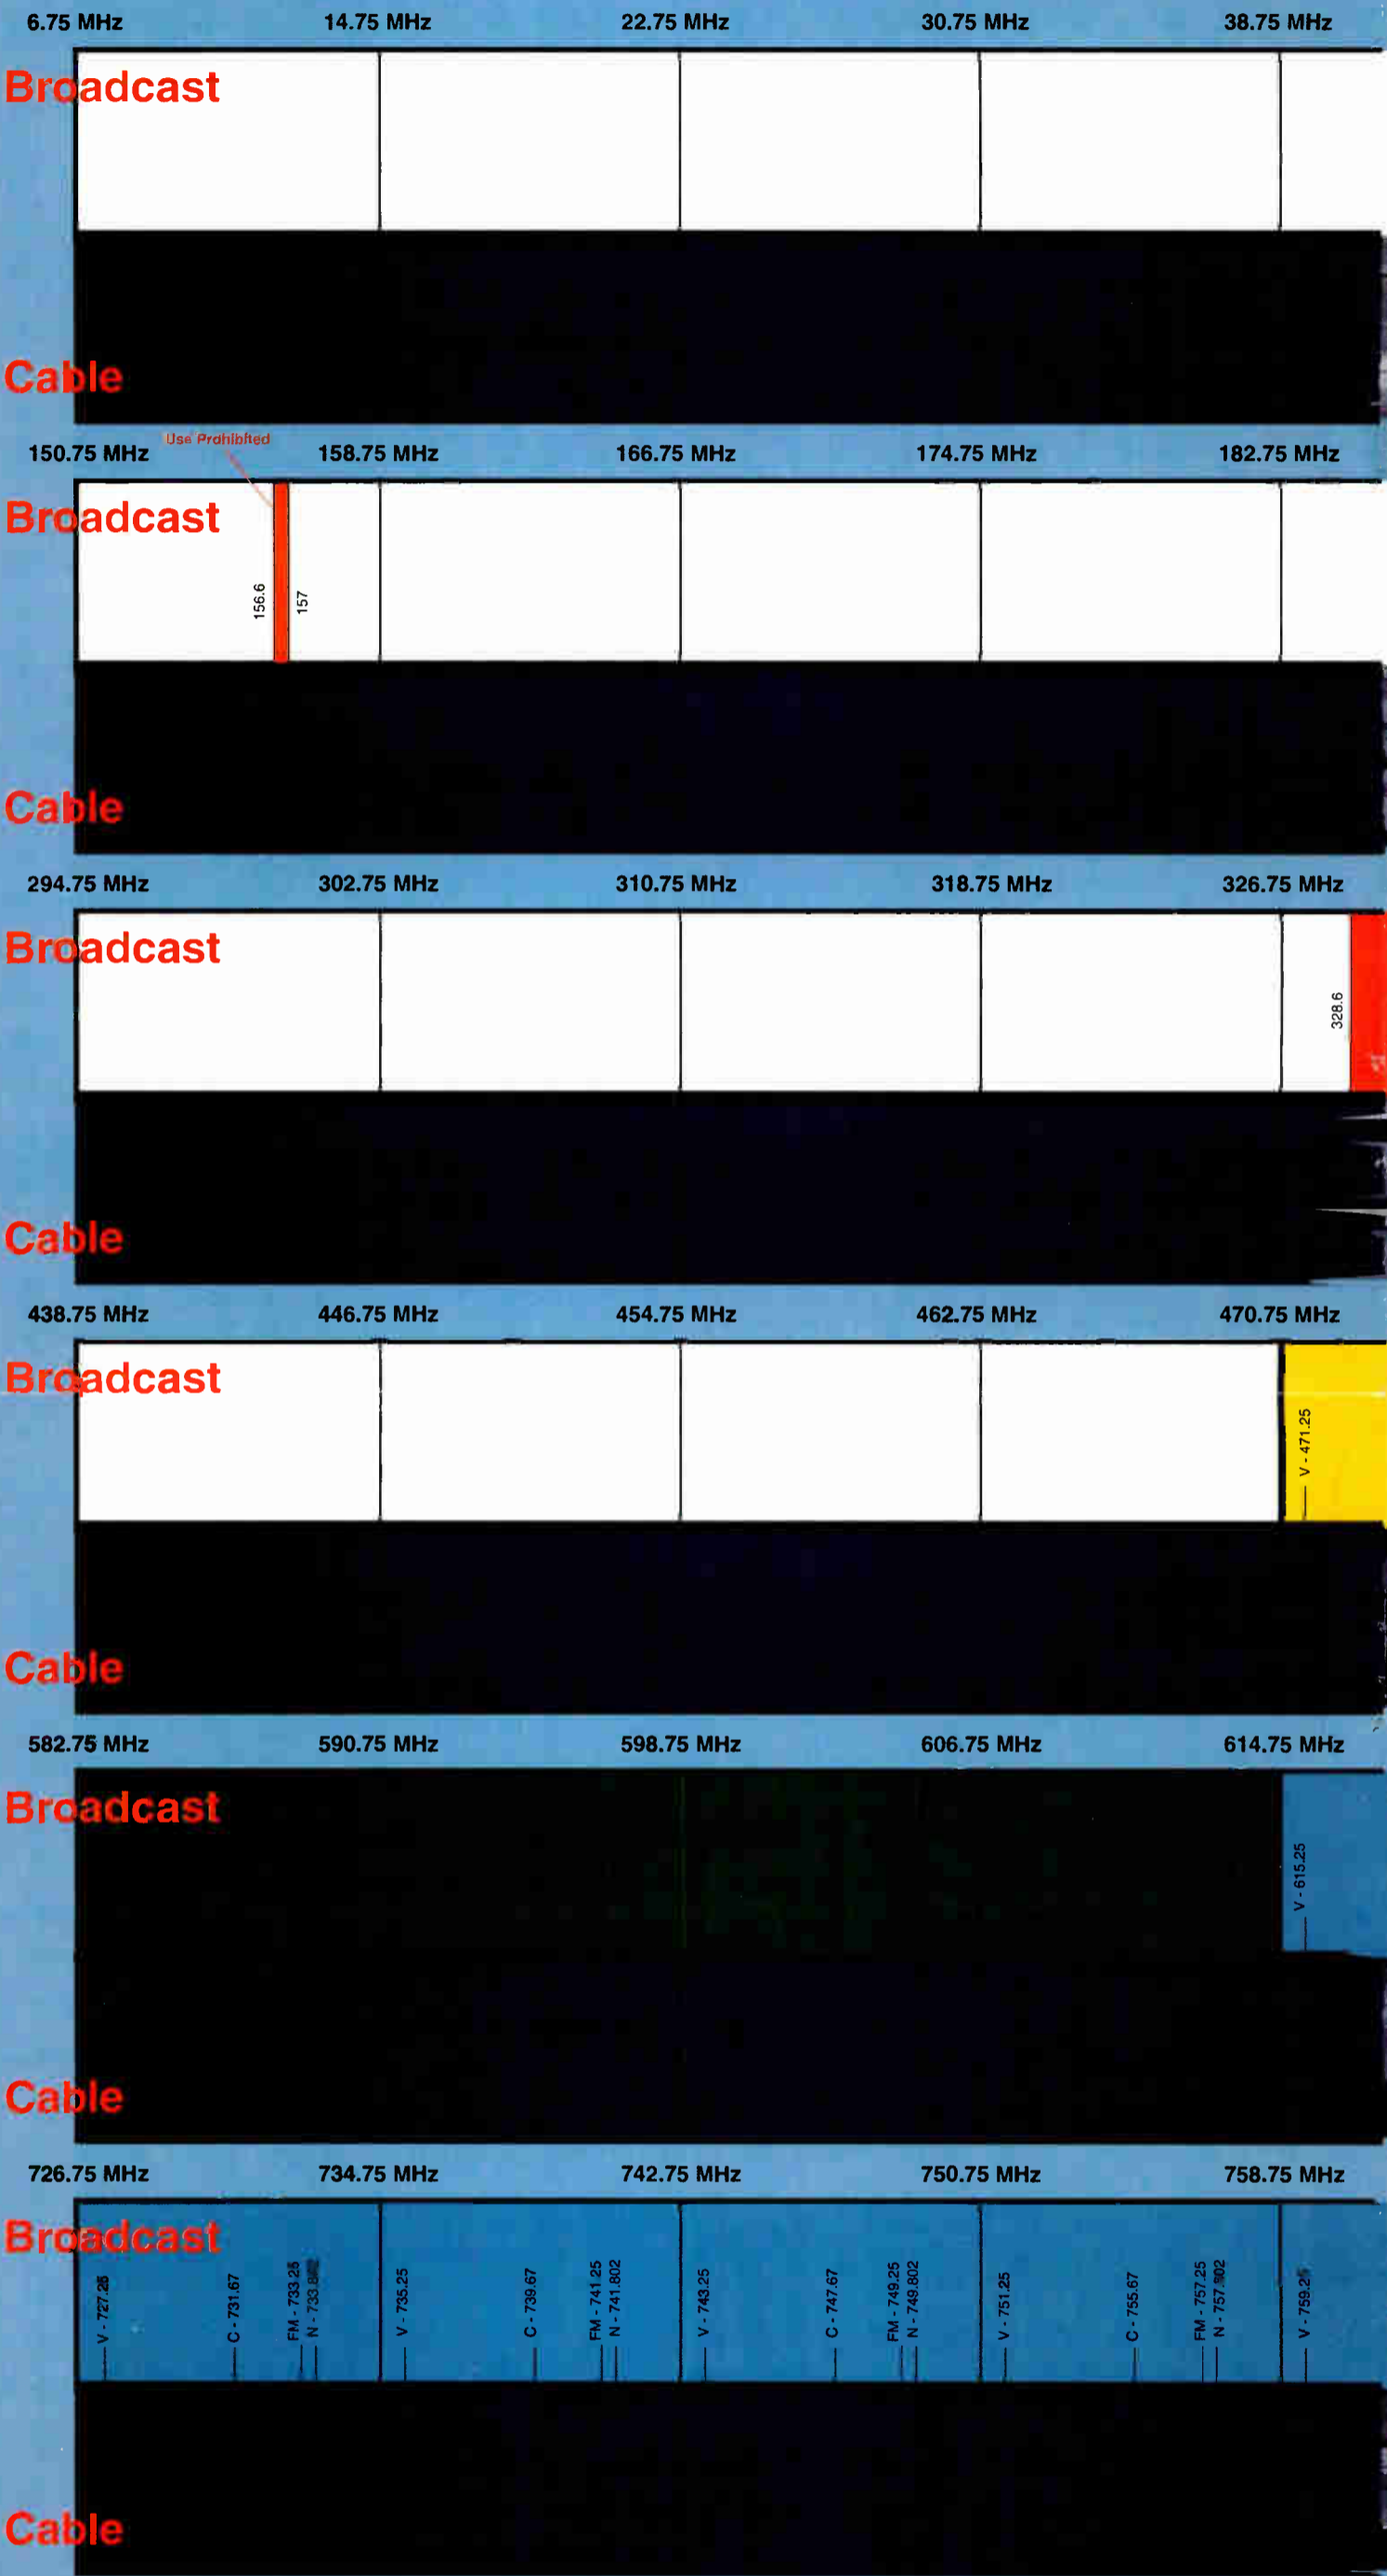 6.75 MHz 14.75 MHz 22.75 MHz 30.75 MHz 38.75 MHz
Broadcast
Cable
Use Prohibited
150.75 MHz 158.75 MHz 166.75 MHz 174.75 MHz 182.75 MHz
Broadcast
156.6
157
Cable
294.75 MHz 302.75 MHz 310.75 MHz 318.75 MHz 326.75 MHz
Broadcast
328.6
Cable
438.75 MHz 446.75 MHz 454.75 MHz 462.75 MHz 470.75 MHz
Broadcast
V - 471.25
Cable
582.75 MHz 590.75 MHz 598.75 MHz 606.75 MHz 614.75 MHz
Broadcast
V - 615.25
Cable
726.75 MHz 734.75 MHz 742.75 MHz 750.75 MHz 758.75 MHz
Broadcast
V - 727.25
C - 731.67
FM - 733.25
N - 733.802
V - 735.25
C - 739.67
FM - 741.25
N - 741.802
V - 743.25
C - 747.67
FM - 749.25
N - 749.802
V - 751.25
C - 755.67
FM - 757.25
N - 757.802
V - 759.25
Cable